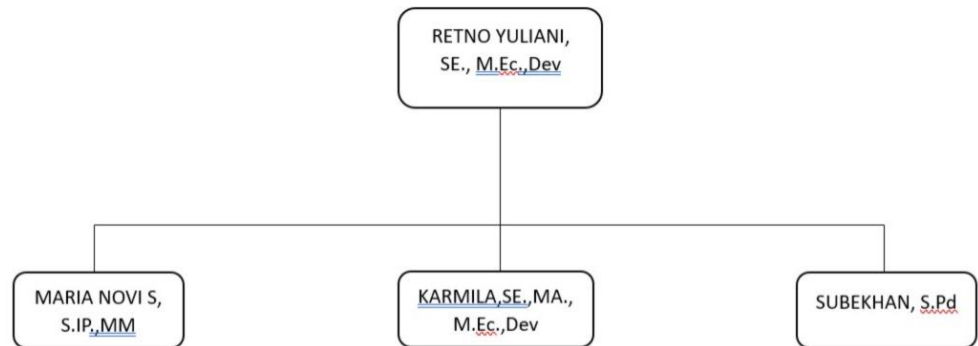 RETNO YULIANI,
SE., M.Ec.,Dev
MARIA NOVI S,
S.IP.,MM
KARMILA,SE.,MA.,
M.Ec.,Dev
SUBEKHAN, S.Pd